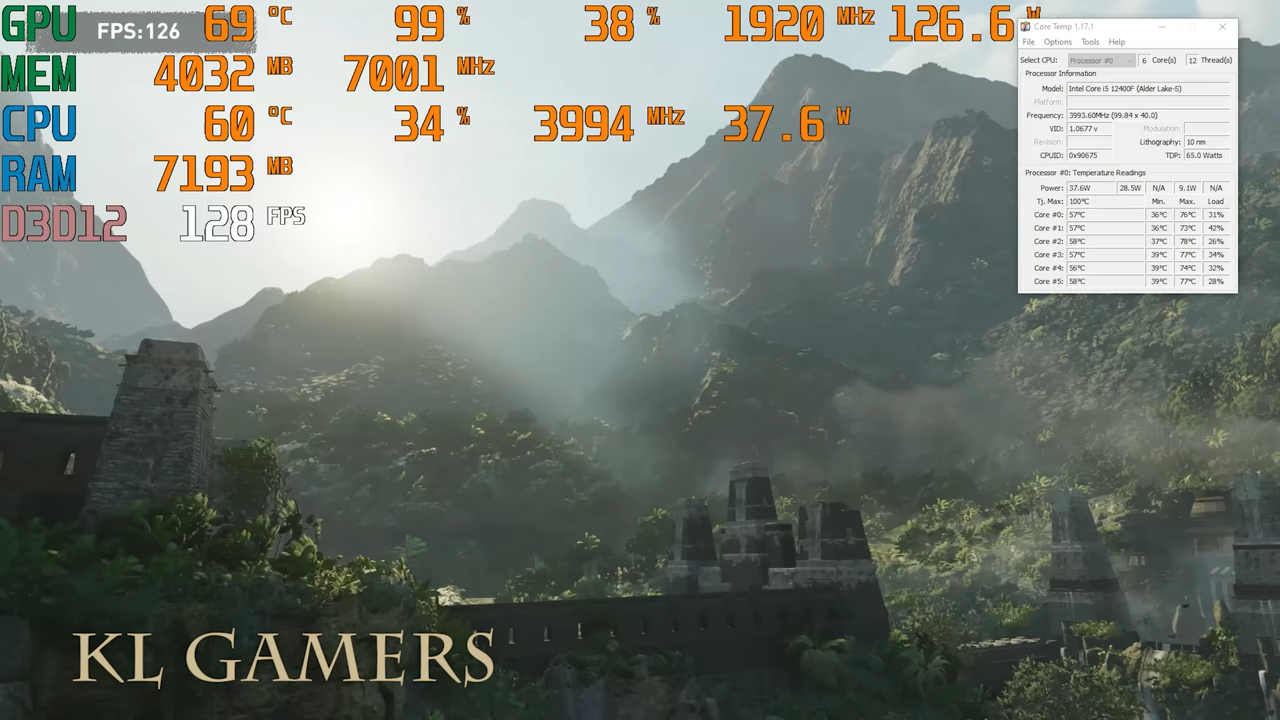 GPU FPS:126 69 °C 99 % 38 % 1920 MHz 126.6 W
MEM 4032 MB 7001 MHz
CPU 60 °C 34 % 3994 MHz 37.6 W
RAM 7193 MB
D3D12 128 FPS
Core Temp 1.17.1
File Options Tools Help
Select CPU: Processor #0 6 Core(s) 12 Thread(s)
Processor Information
Model: Intel Core i5 12400F (Alder Lake-S)
Platform:
Frequency: 3993.60MHz (99.84 x 40.0)
VID: 1.0677 v Modulation:
Revision: Lithography: 10 nm
CPUID: 0x90675 TDP: 65.0 Watts
Processor #0: Temperature Readings
Power: 37.6W 28.5W N/A 9.1W N/A
Tj. Max: 100°C Min. Max. Load
Core #0: 57°C 36°C 76°C 31%
Core #1: 57°C 36°C 73°C 42%
Core #2: 58°C 37°C 78°C 26%
Core #3: 57°C 39°C 77°C 34%
Core #4: 56°C 39°C 74°C 32%
Core #5: 58°C 39°C 77°C 28%
KL GAMERS